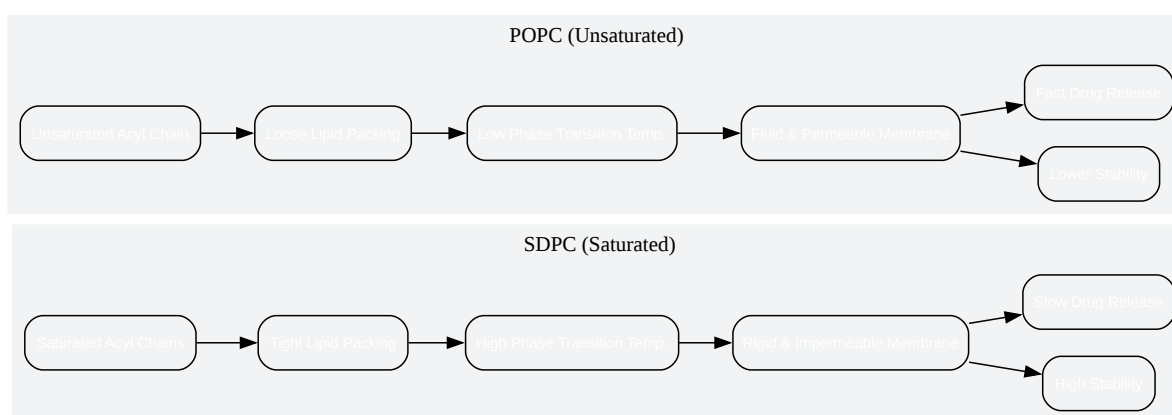 POPC (Unsaturated)
Unsaturated Acyl Chain
Loose Lipid Packing
Low Phase Transition Temp.
Fluid & Permeable Membrane
Fast Drug Release
Lower Stability
SDPC (Saturated)
Saturated Acyl Chains
Tight Lipid Packing
High Phase Transition Temp.
Rigid & Impermeable Membrane
Slow Drug Release
High Stability